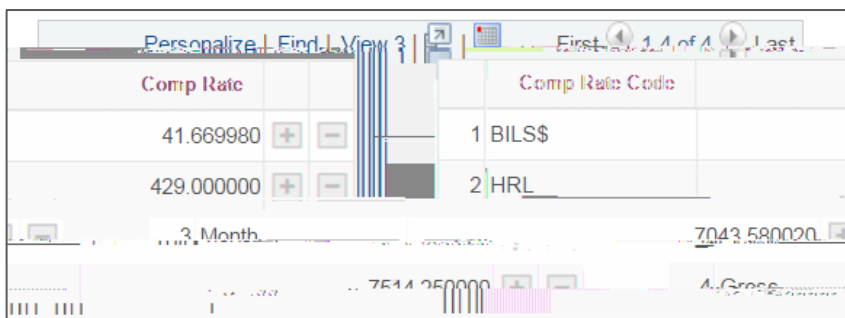 Personalize | Find | View 3 | First 1-4 of 4 Last
Comp Rate Comp Rate Code
41.669980 1 BILS$
429.000000 2 HRL
3 Month 7043.580020
7514.250000 4 Gross